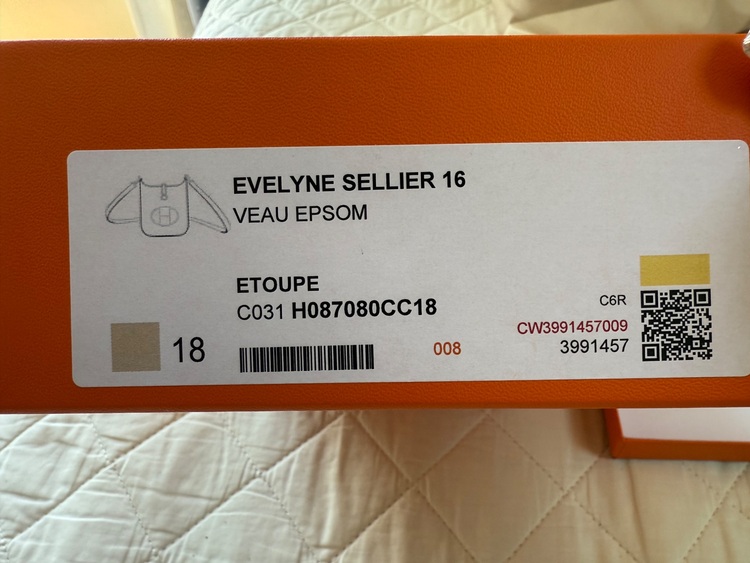 H
EVELYNE SELLIER 16
VEAU EPSOM
ETOUPE
C031 H087080CC18
18
008
C6R
CW3991457009
3991457